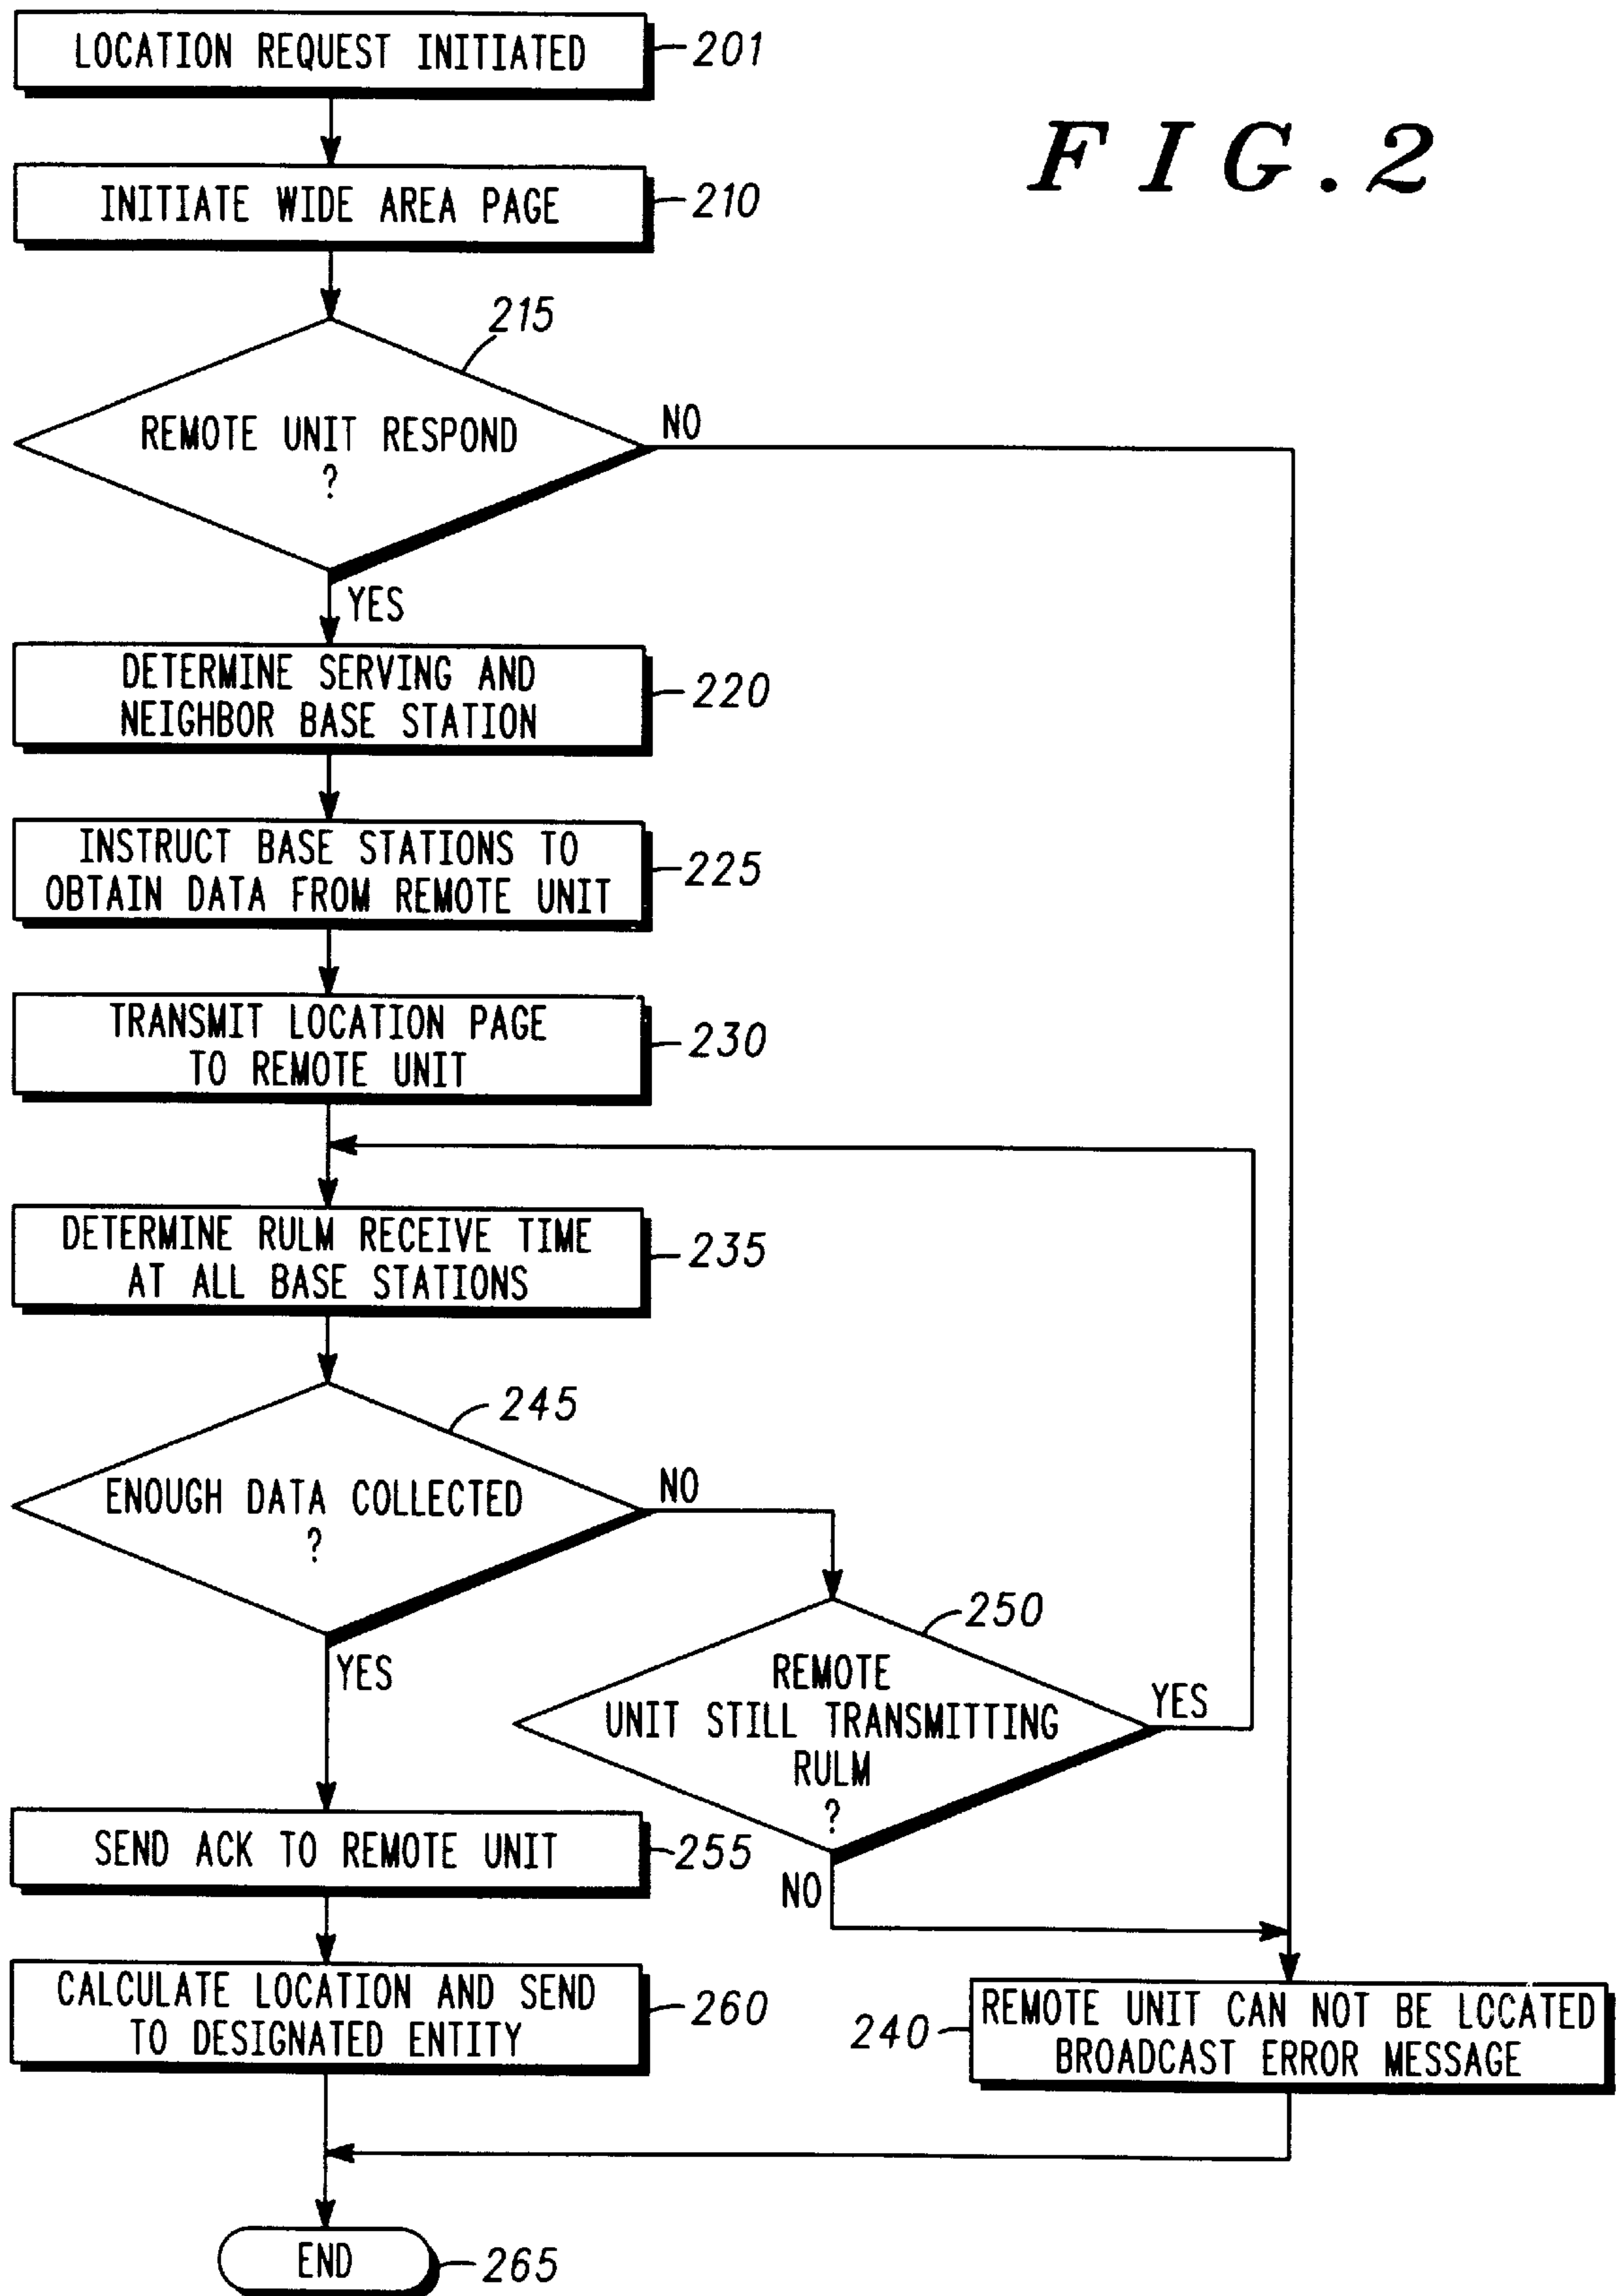 LOCATION REQUEST INITIATED
201
FIG.2
INITIATE WIDE AREA PAGE
210
215
REMOTE UNIT RESPOND
?
NO
YES
DETERMINE SERVING AND
NEIGHBOR BASE STATION
220
INSTRUCT BASE STATIONS TO
OBTAIN DATA FROM REMOTE UNIT
225
TRANSMIT LOCATION PAGE
TO REMOTE UNIT
230
DETERMINE RULM RECEIVE TIME
AT ALL BASE STATIONS
235
245
ENOUGH DATA COLLECTED
?
NO
YES
250
REMOTE
UNIT STILL TRANSMITTING
RULM
?
YES
NO
SEND ACK TO REMOTE UNIT
255
CALCULATE LOCATION AND SEND
TO DESIGNATED ENTITY
260
240
REMOTE UNIT CAN NOT BE LOCATED
BROADCAST ERROR MESSAGE
END
265